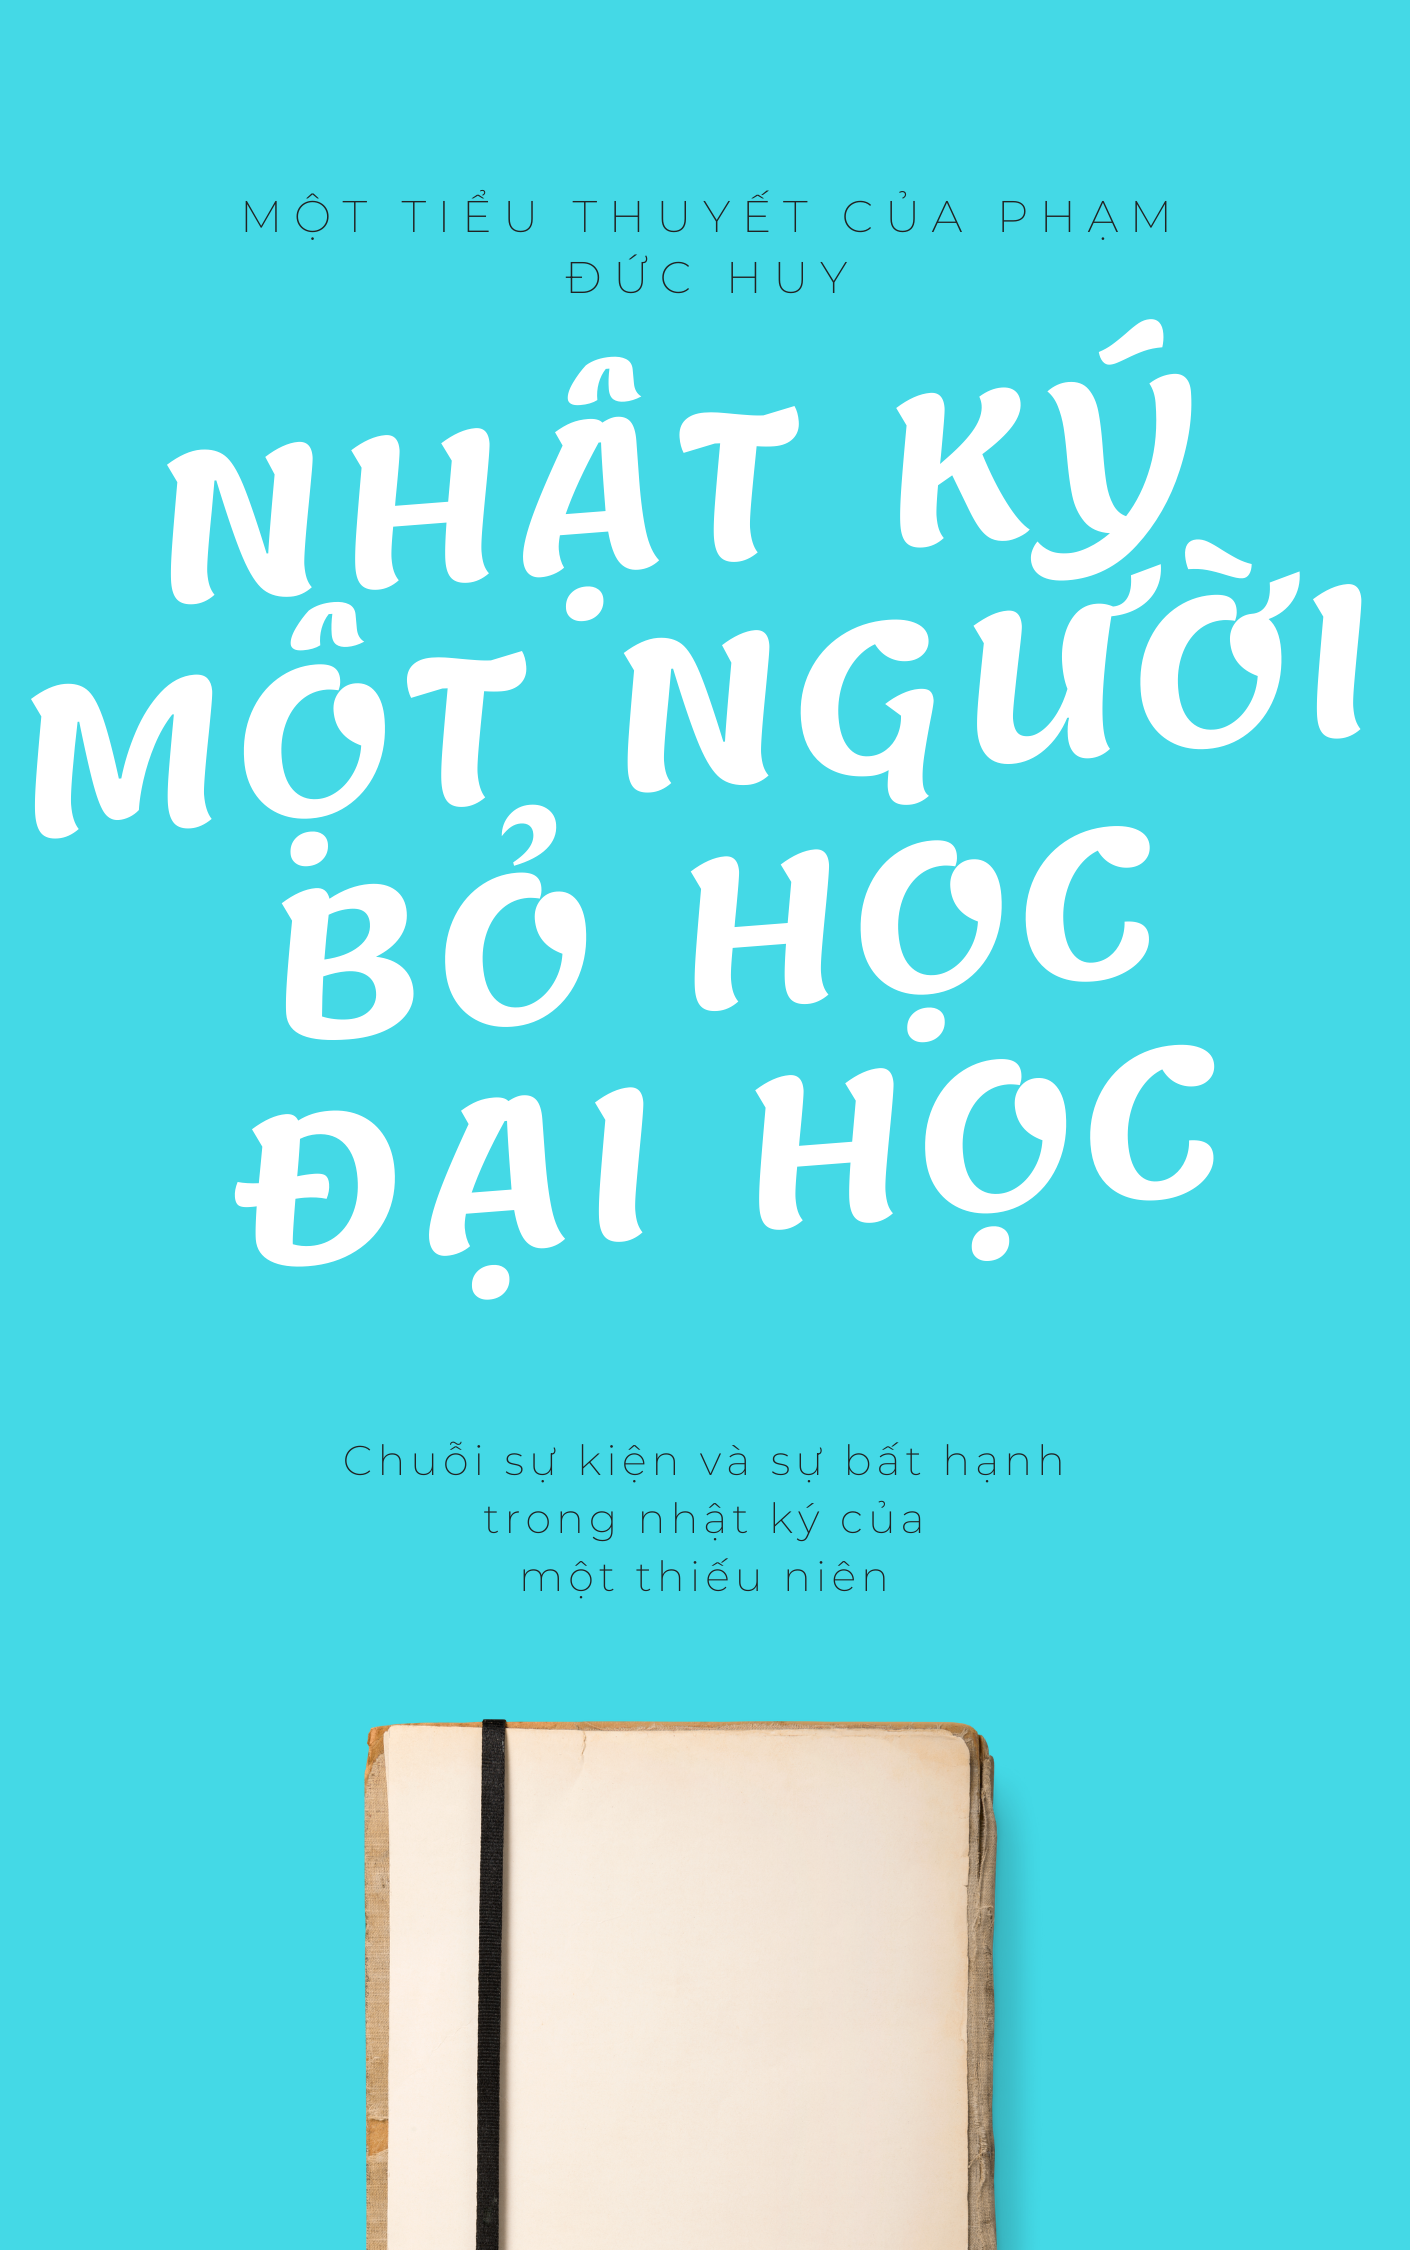 MỘT TIỂU THUYẾT CỦA PHẠM
ĐỨC HUY
NHẬT KÝ
MỘT NGƯỜI
BỎ HỌC
ĐẠI HỌC
Chuỗi sự kiện và sự bất hạnh
trong nhật ký của
một thiếu niên